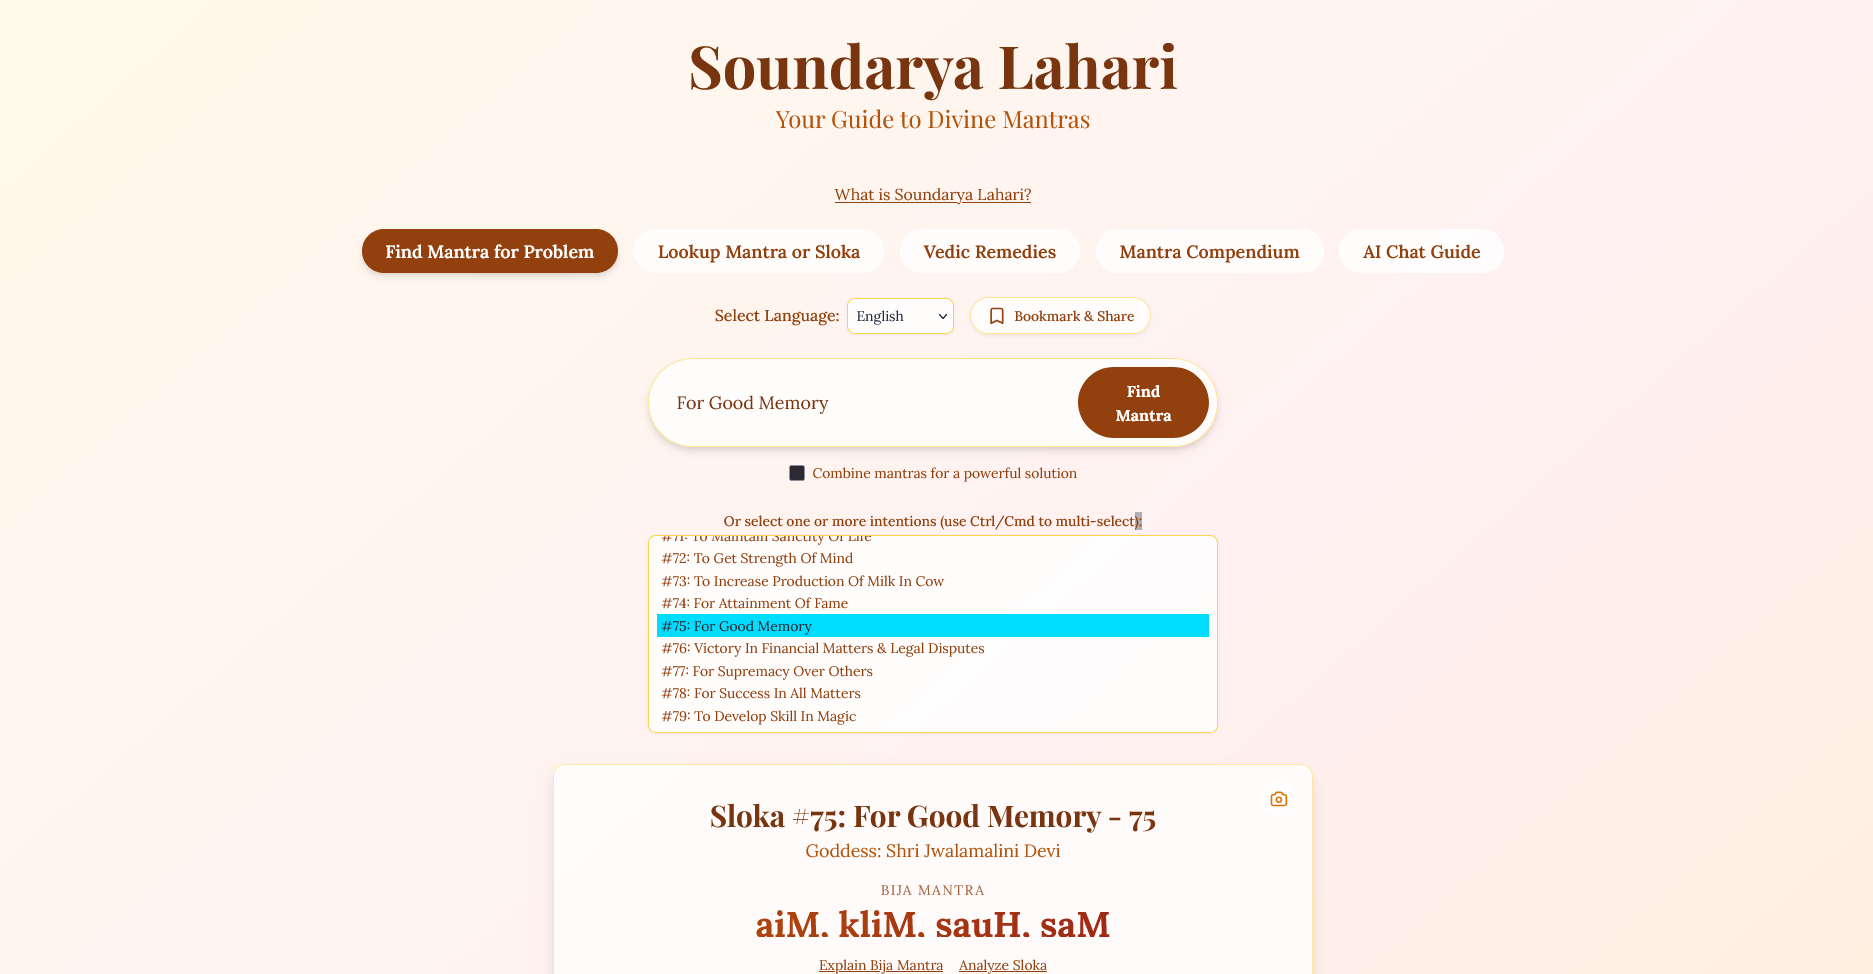 Soundarya Lahari
Your Guide to Divine Mantras
What is Soundarya Lahari?
Find Mantra for Problem
Lookup Mantra or Sloka
Vedic Remedies
Mantra Compendium
AI Chat Guide
Select Language:
English
Bookmark & Share
For Good Memory
Find
Mantra
Combine mantras for a powerful solution
Or select one or more intentions (use Ctrl/Cmd to multi-select):
#71: To Maintain Sanctity Of Life
#72: To Get Strength Of Mind
#73: To Increase Production Of Milk In Cow
#74: For Attainment Of Fame
#75: For Good Memory
#76: Victory In Financial Matters & Legal Disputes
#77: For Supremacy Over Others
#78: For Success In All Matters
#79: To Develop Skill In Magic
Sloka #75: For Good Memory - 75
Goddess: Shri Jwalamalini Devi
BIJA MANTRA
aiM, kliM, sauH, saM
Explain Bija Mantra
Analyze Sloka